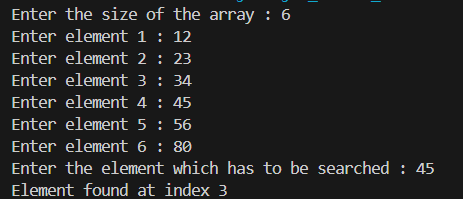 Enter the size of the array : 6
Enter element 1 : 12
Enter element 2 : 23
Enter element 3 : 34
Enter element 4 : 45
Enter element 5 : 56
Enter element 6 : 80
Enter the element which has to be searched : 45
Element found at index 3